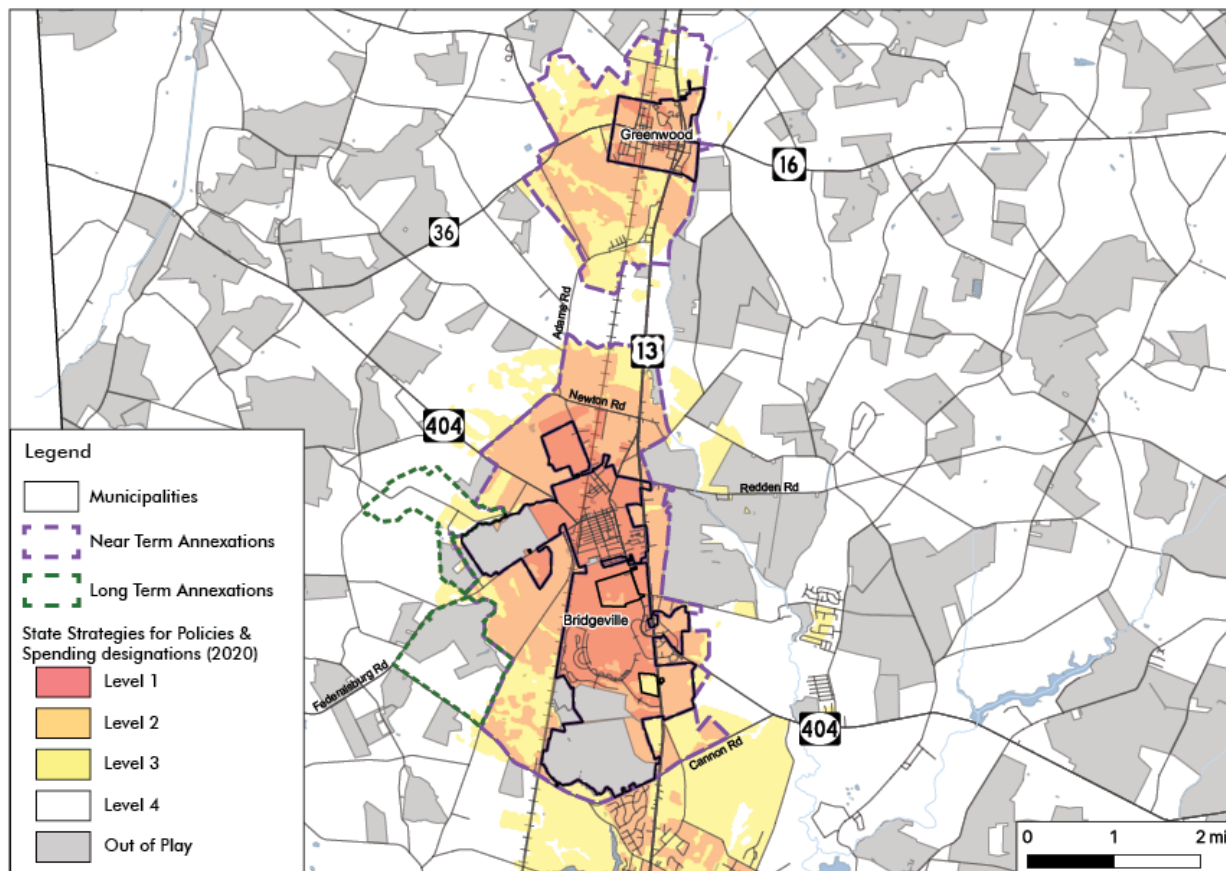 Greenwood
16
36
Adams Rd
13
Newton Rd
404
Redden Rd
Bridgeville
Federalsburg Rd
404
Cannon Rd
Legend
Municipalities
Near Term Annexations
Long Term Annexations
State Strategies for Policies &
Spending designations (2020)
Level 1
Level 2
Level 3
Level 4
Out of Play
0 1 2 mi